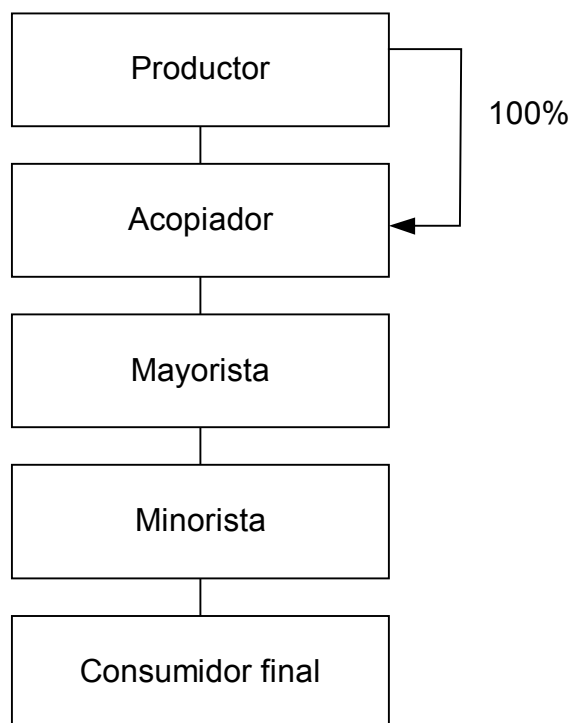 Productor
100%
Acopiador
Mayorista
Minorista
Consumidor final